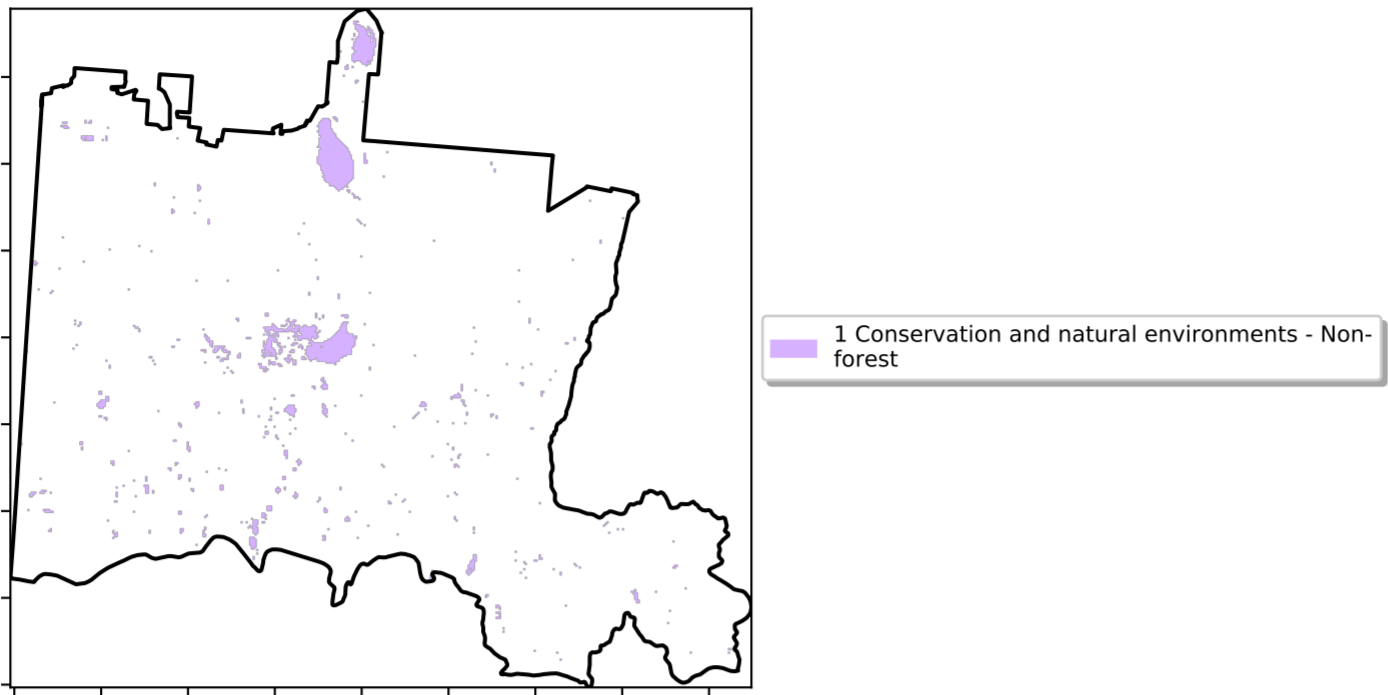 1 Conservation and natural environments - Non-
forest